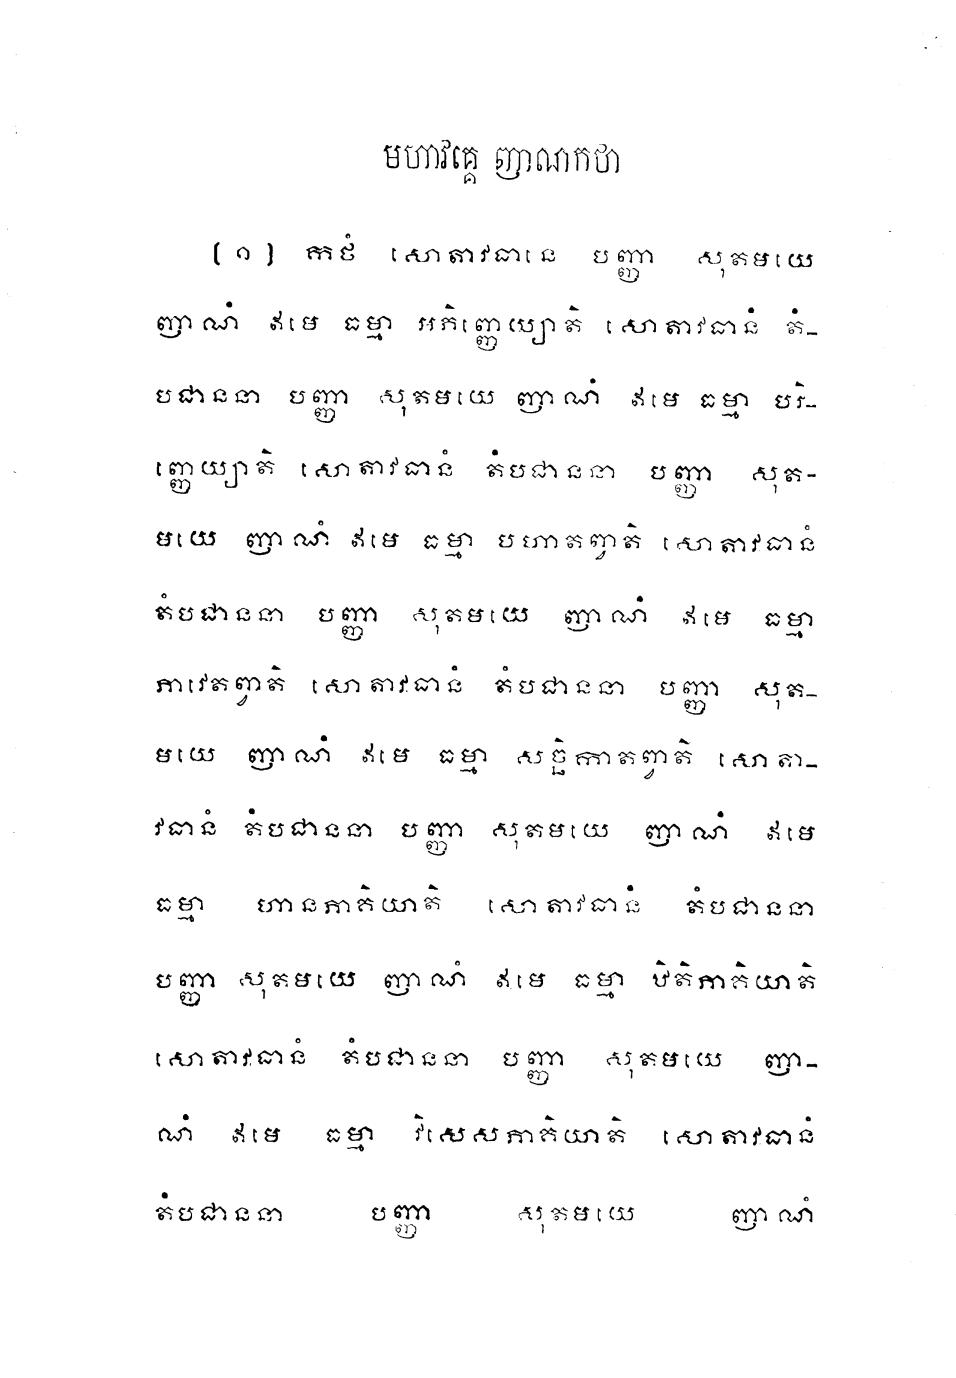 មហាវគ្គេ ញាណកថា
(១) កថំ សោតាវធានេ បញ្ញា សុតមយេ
ញាណំ ឥមេ ធម្មា អភិញ្ញេយ្យាតិ សោតាវធានំ តំ-
បជាននា បញ្ញា សុតមយេ ញាណំ ឥមេ ធម្មា បរិ-
ញ្ញេយ្យាតិ សោតាវធានំ តំបជាននា បញ្ញា សុត-
មយេ ញាណំ ឥមេ ធម្មា បហាតព្វាតិ សោតាវធានំ
តំបជាននា បញ្ញា សុតមយេ ញាណំ ឥមេ ធម្មា
ភាវេតព្វាតិ សោតាវធានំ តំបជាននា បញ្ញា សុត-
មយេ ញាណំ ឥមេ ធម្មា សច្ឆិកាតព្វាតិ សោតា-
វធានំ តំបជាននា បញ្ញា សុតមយេ ញាណំ ឥមេ
ធម្មា ហានភាគិយាតិ សោតាវធានំ តំបជាននា
បញ្ញា សុតមយេ ញាណំ ឥមេ ធម្មា ឋិតិភាគិយាតិ
សោតាវធានំ តំបជាននា បញ្ញា សុតមយេ ញា-
ណំ ឥមេ ធម្មា វិសេសភាគិយាតិ សោតាវធានំ
តំបជាននា បញ្ញា សុតមយេ ញាណំ